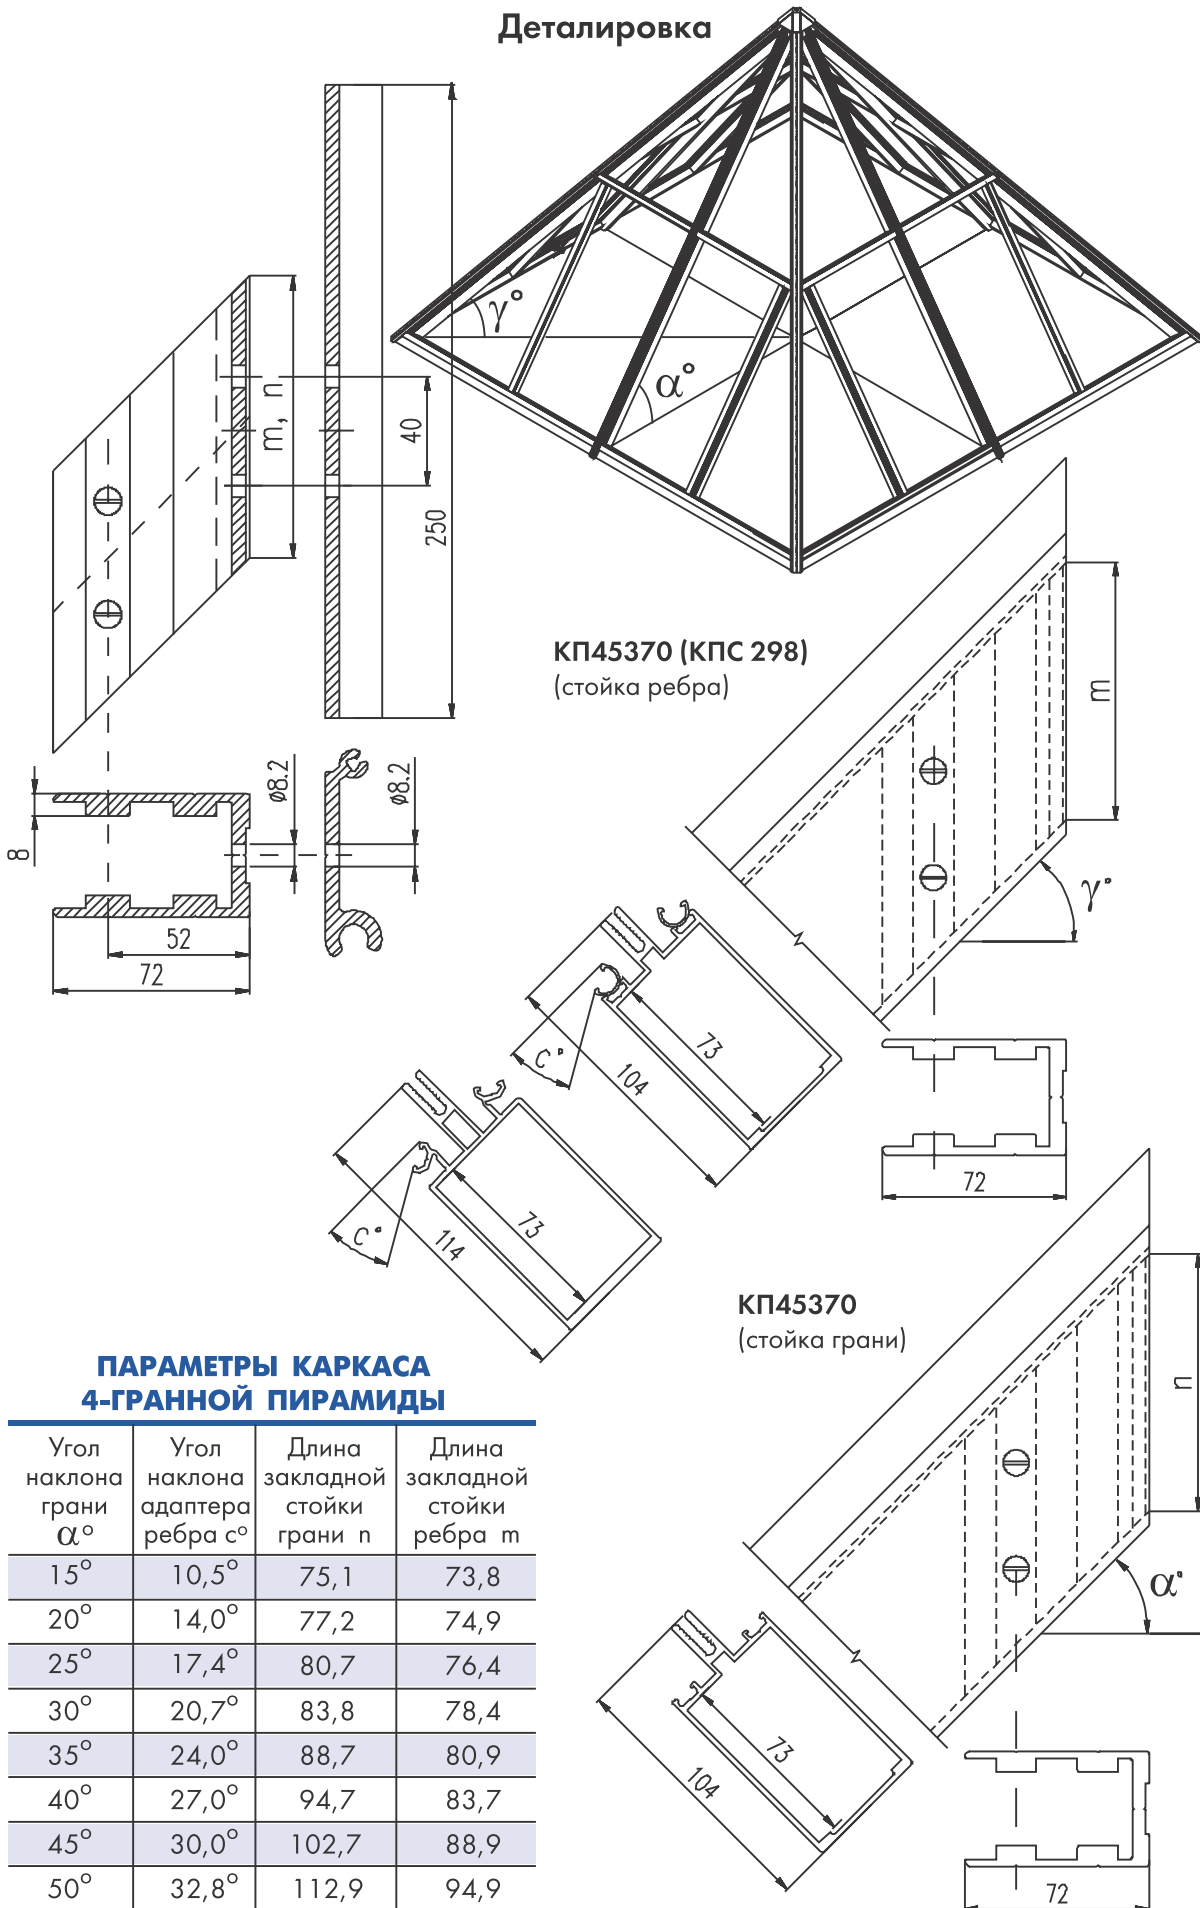 Деталировка
γ°
α°
m, n
40
250
КП45370 (КПС 298)
(стойка ребра)
m
γ°
ø8.2
ø8.2
8
52
72
73
c°
104
72
73
c°
114
КП45370
(стойка грани)
n
α°
73
104
72
ПАРАМЕТРЫ КАРКАСА
4-ГРАННОЙ ПИРАМИДЫ
Угол наклона грани α° | Угол наклона адаптера ребра c° | Длина закладной стойки грани n | Длина закладной стойки ребра m
15° 10,5° 75,1 73,8
20° 14,0° 77,2 74,9
25° 17,4° 80,7 76,4
30° 20,7° 83,8 78,4
35° 24,0° 88,7 80,9
40° 27,0° 94,7 83,7
45° 30,0° 102,7 88,9
50° 32,8° 112,9 94,9